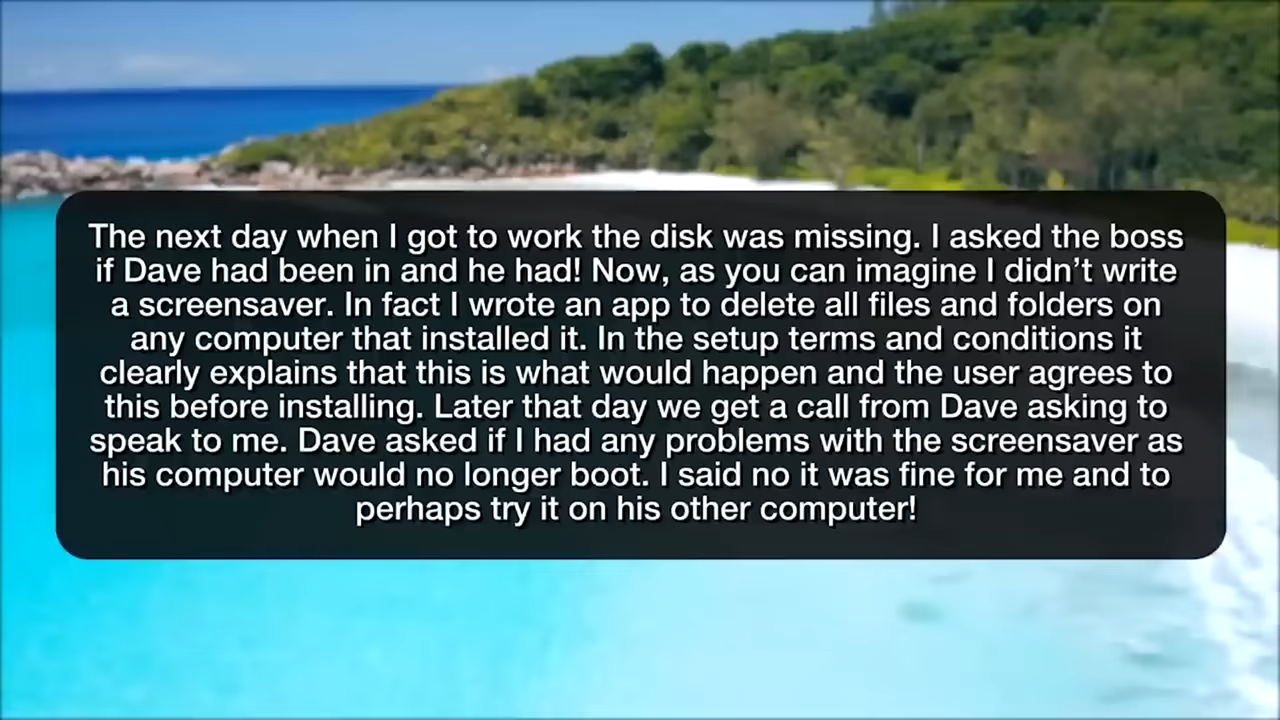 The next day when I got to work the disk was missing. I asked the boss
if Dave had been in and he had! Now, as you can imagine I didn’t write
a screensaver. In fact I wrote an app to delete all files and folders on
any computer that installed it. In the setup terms and conditions it
clearly explains that this is what would happen and the user agrees to
this before installing. Later that day we get a call from Dave asking to
speak to me. Dave asked if I had any problems with the screensaver as
his computer would no longer boot. I said no it was fine for me and to
perhaps try it on his other computer!